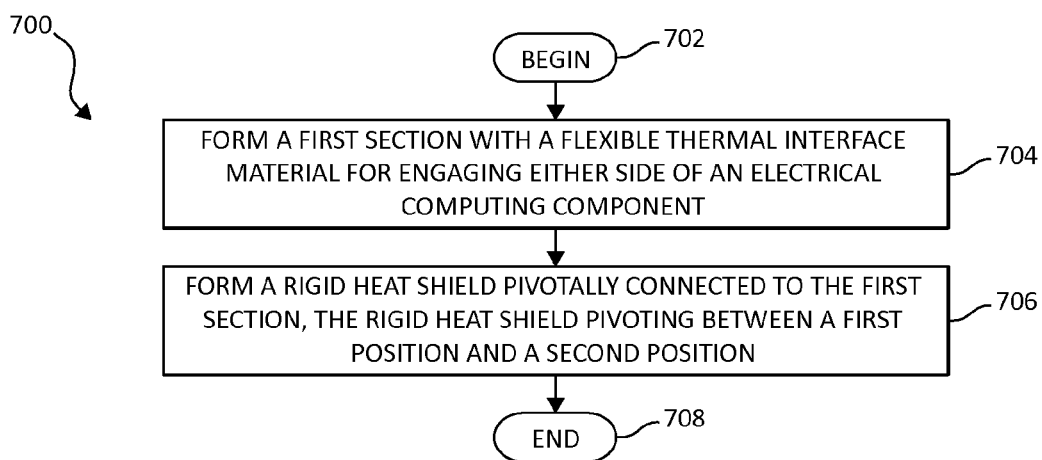 700
BEGIN
702
FORM A FIRST SECTION WITH A FLEXIBLE THERMAL INTERFACE
MATERIAL FOR ENGAGING EITHER SIDE OF AN ELECTRICAL
COMPUTING COMPONENT
704
FORM A RIGID HEAT SHIELD PIVOTALLY CONNECTED TO THE FIRST
SECTION, THE RIGID HEAT SHIELD PIVOTING BETWEEN A FIRST
POSITION AND A SECOND POSITION
706
END
708